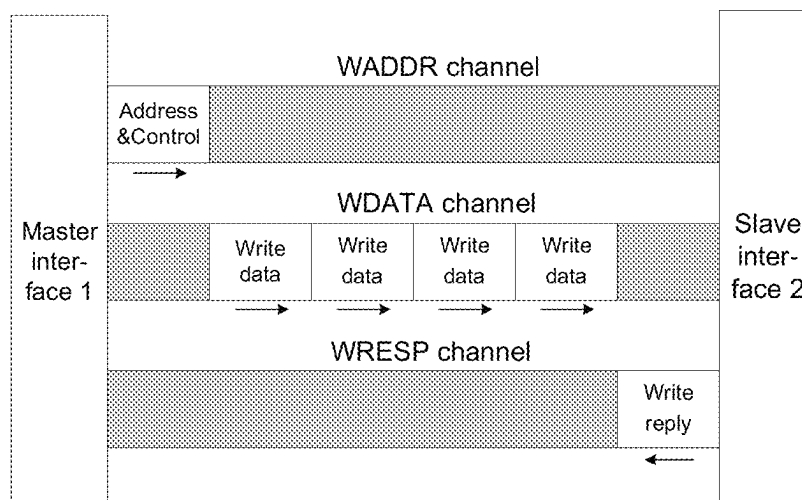 WADDR channel
Address
&Control
WDATA channel
Master
inter-
face 1
Write
data
Write
data
Write
data
Write
data
Slave
inter-
face 2
WRESP channel
Write
reply